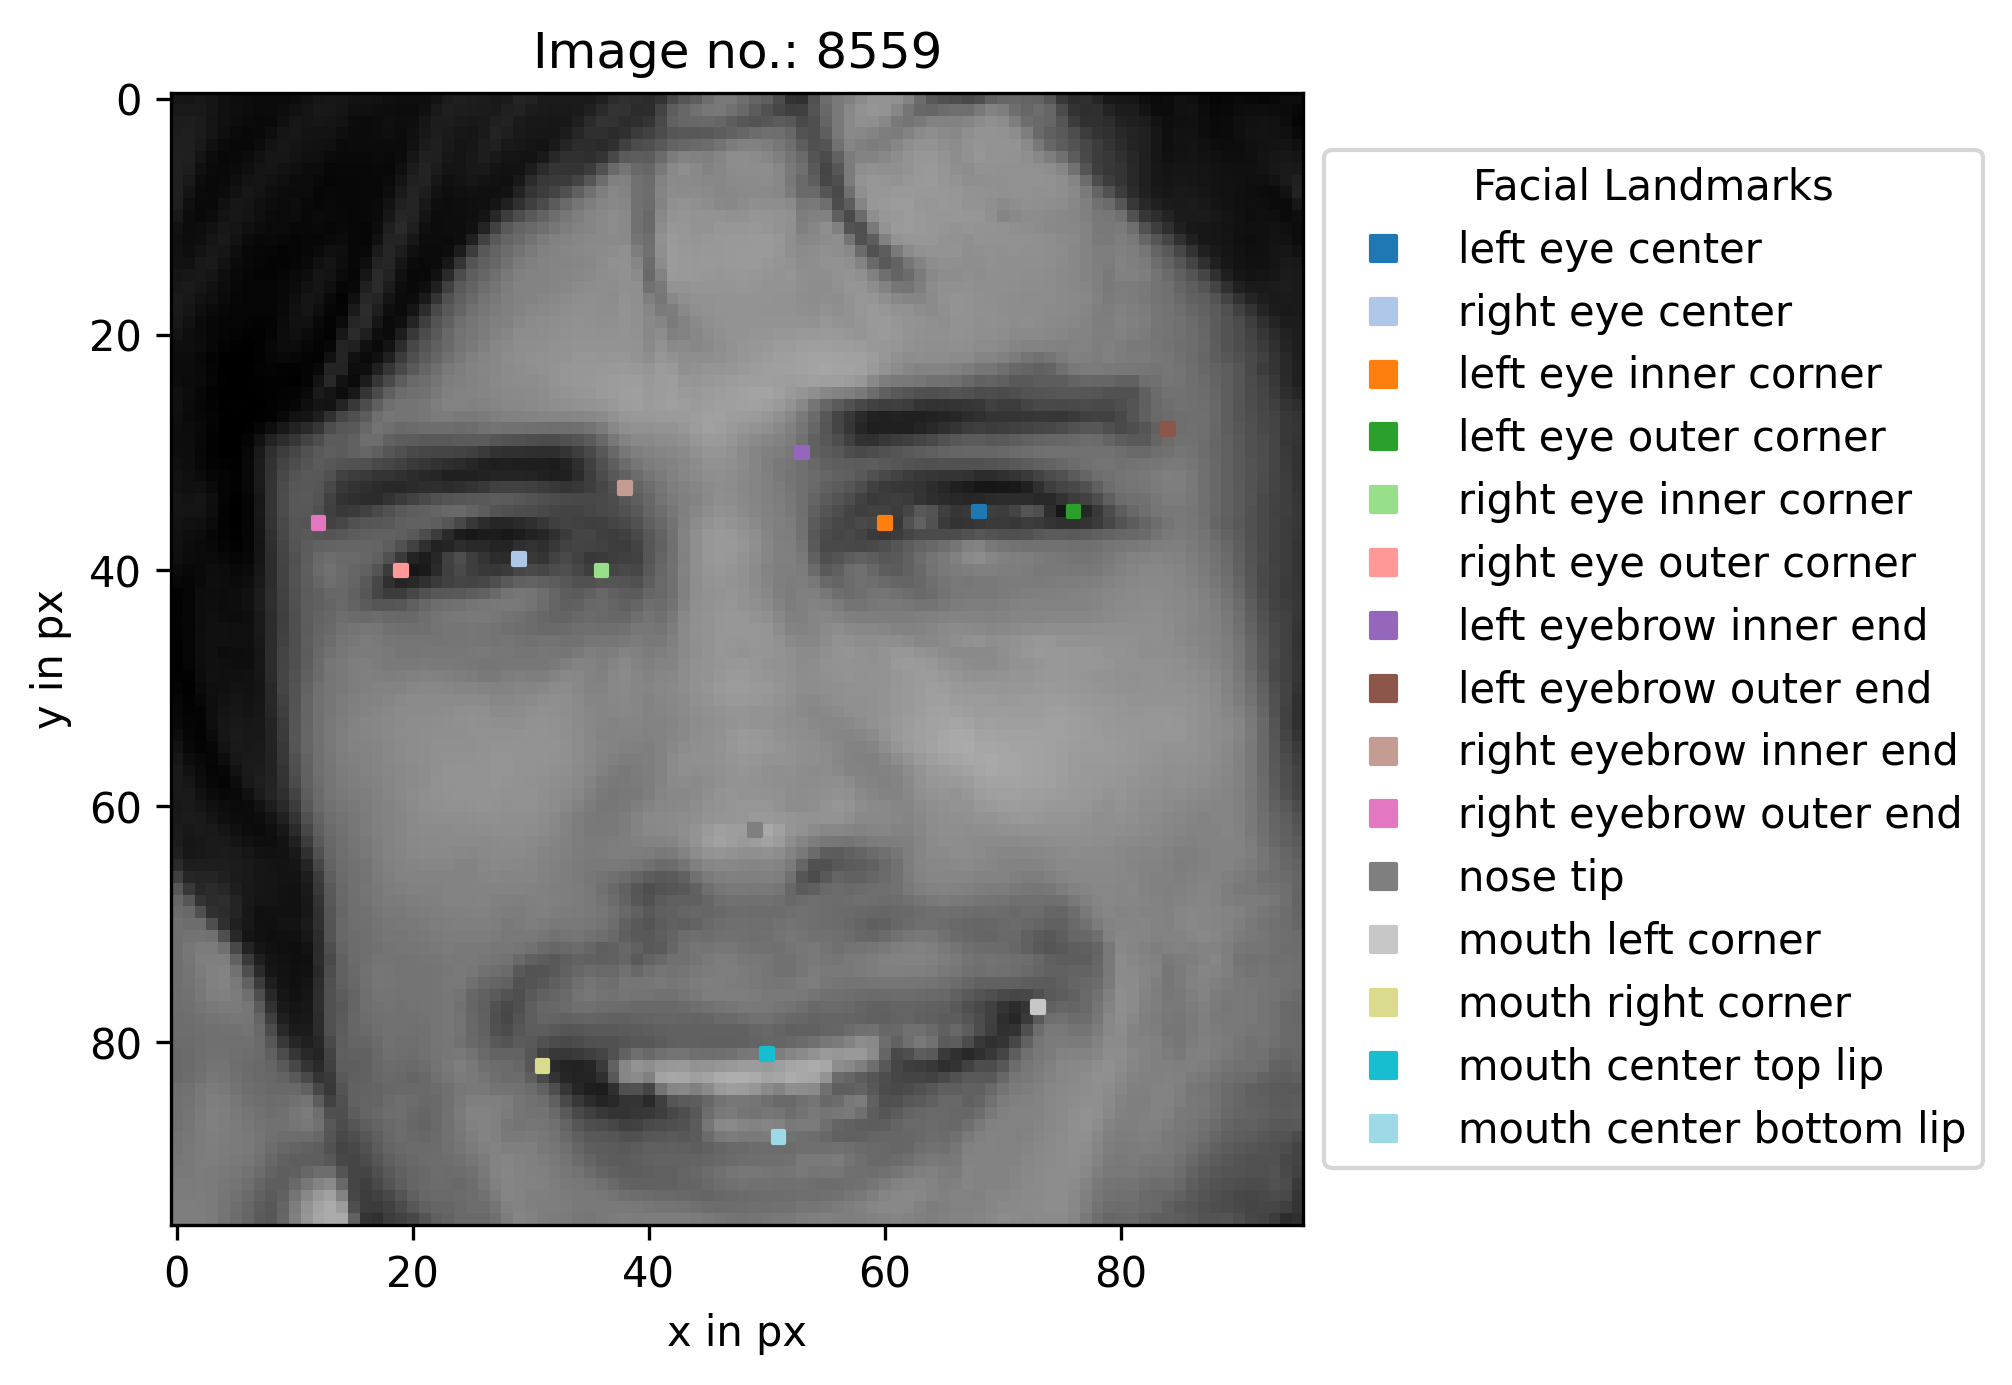 Image no.: 8559
0
20
40
60
80
y in px
0 20 40 60 80
x in px
Facial Landmarks
left eye center
right eye center
left eye inner corner
left eye outer corner
right eye inner corner
right eye outer corner
left eyebrow inner end
left eyebrow outer end
right eyebrow inner end
right eyebrow outer end
nose tip
mouth left corner
mouth right corner
mouth center top lip
mouth center bottom lip